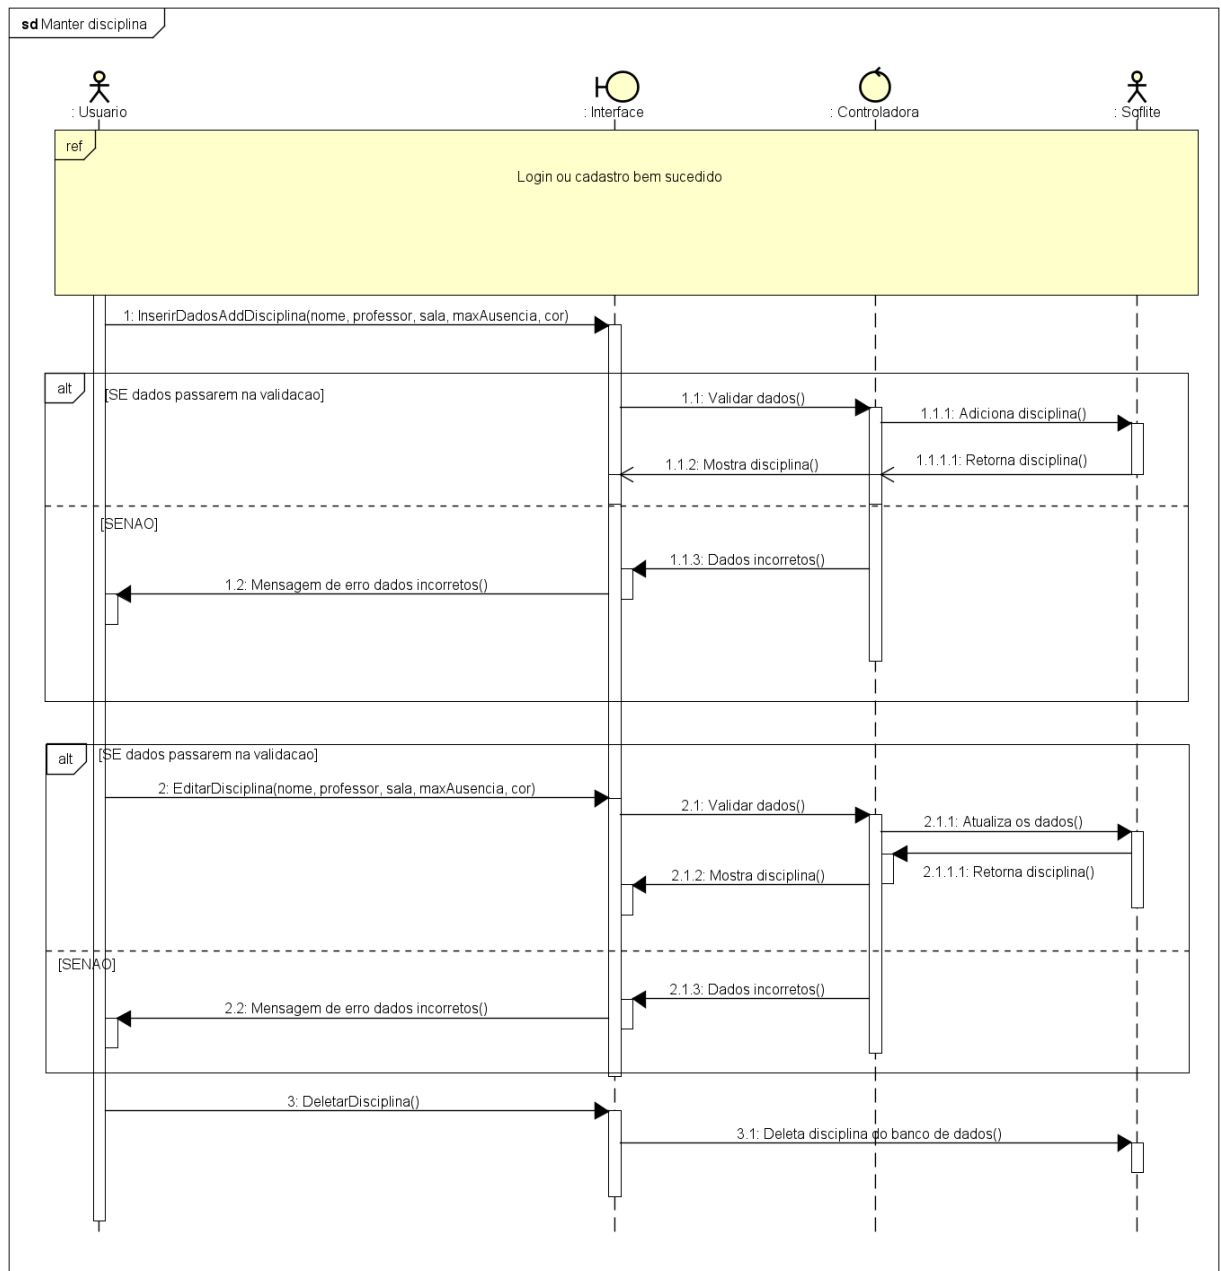 sd Manter disciplina
: Usuario
: Interface
: Controladora
: Sqflite
ref
Login ou cadastro bem sucedido
1: InserirDadosAddDisciplina(nome, professor, sala, maxAusencia, cor)
alt
[SE dados passarem na validacao]
1.1: Validar dados()
1.1.1: Adiciona disciplina()
1.1.2: Mostra disciplina()
1.1.1.1: Retorna disciplina()
[SENAO]
1.1.3: Dados incorretos()
1.2: Mensagem de erro dados incorretos()
alt
[SE dados passarem na validacao]
2: EditarDisciplina(nome, professor, sala, maxAusencia, cor)
2.1: Validar dados()
2.1.1: Atualiza os dados()
2.1.2: Mostra disciplina()
2.1.1.1: Retorna disciplina()
[SENAO]
2.1.3: Dados incorretos()
2.2: Mensagem de erro dados incorretos()
3: DeletarDisciplina()
3.1: Deleta disciplina do banco de dados()